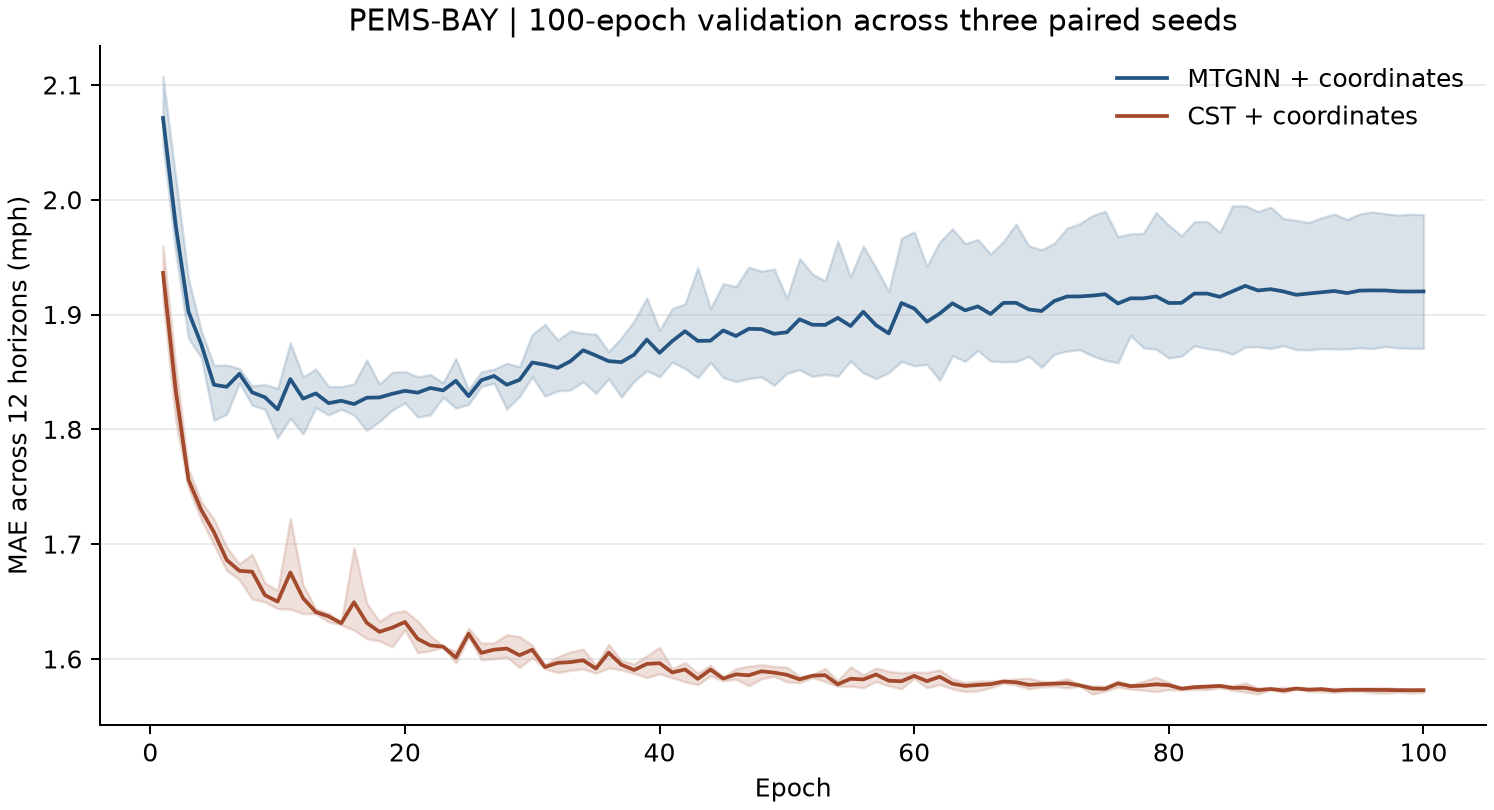 PEMS-BAY | 100-epoch validation across three paired seeds
MTGNN + coordinates
CST + coordinates
MAE across 12 horizons (mph)
2.1
2.0
1.9
1.8
1.7
1.6
0 20 40 60 80 100
Epoch